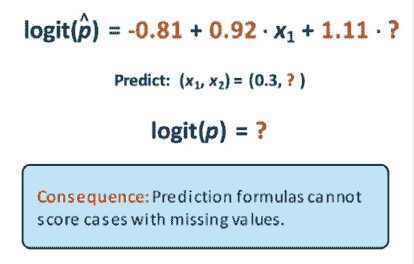 logit(p̂) = -0.81 + 0.92 · x₁ + 1.11 · ?
Predict: (x₁, x₂) = (0.3, ? )
logit(p) = ?
Consequence: Prediction formulas cannot
score cases with missing values.